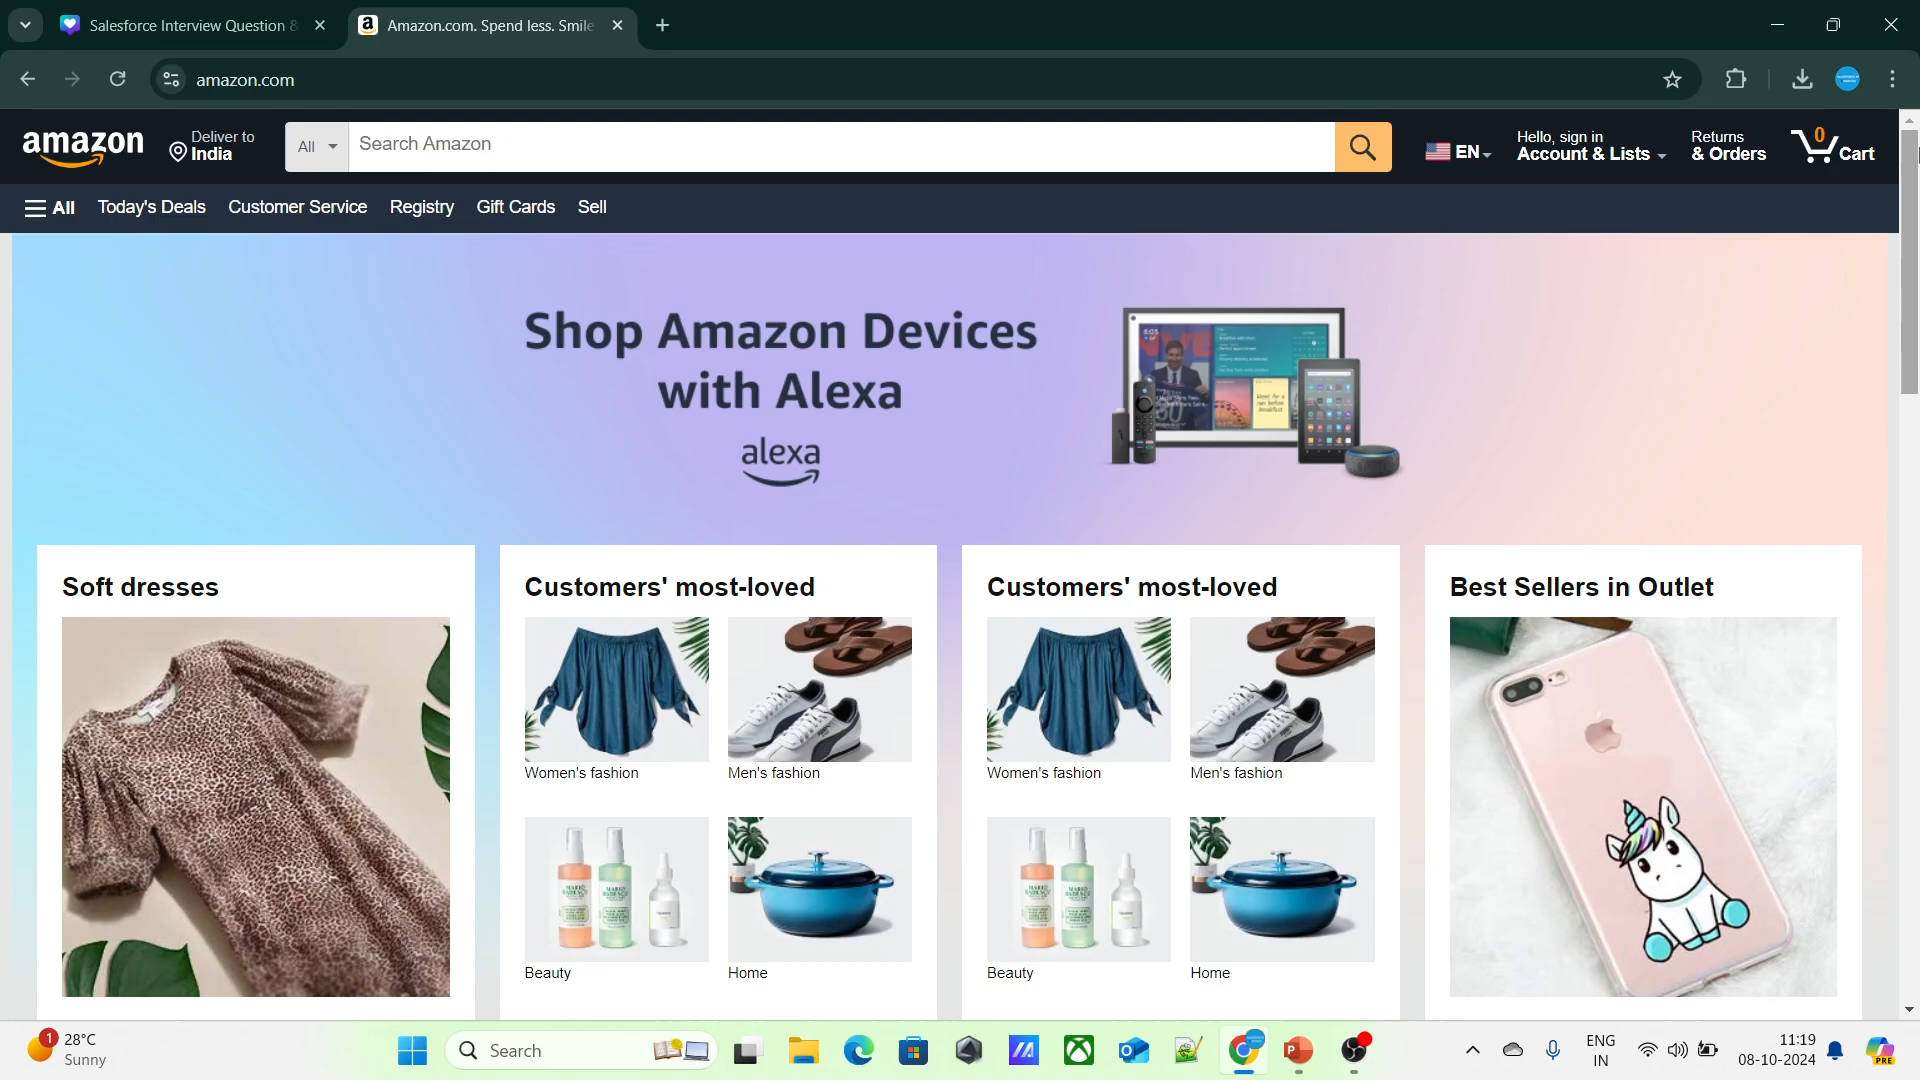 Salesforce Interview Question &
Amazon.com. Spend less. Smile
amazon.com
amazon
Deliver to
India
All
Search Amazon
EN
Hello, sign in
Account & Lists
Returns
& Orders
0
Cart
All
Today's Deals
Customer Service
Registry
Gift Cards
Sell
Shop Amazon Devices
with Alexa
alexa
Soft dresses
Customers' most-loved
Women's fashion
Men's fashion
Beauty
Home
Customers' most-loved
Women's fashion
Men's fashion
Beauty
Home
Best Sellers in Outlet
1
28°C
Sunny
Search
ENG
IN
11:19
08-10-2024
PRE